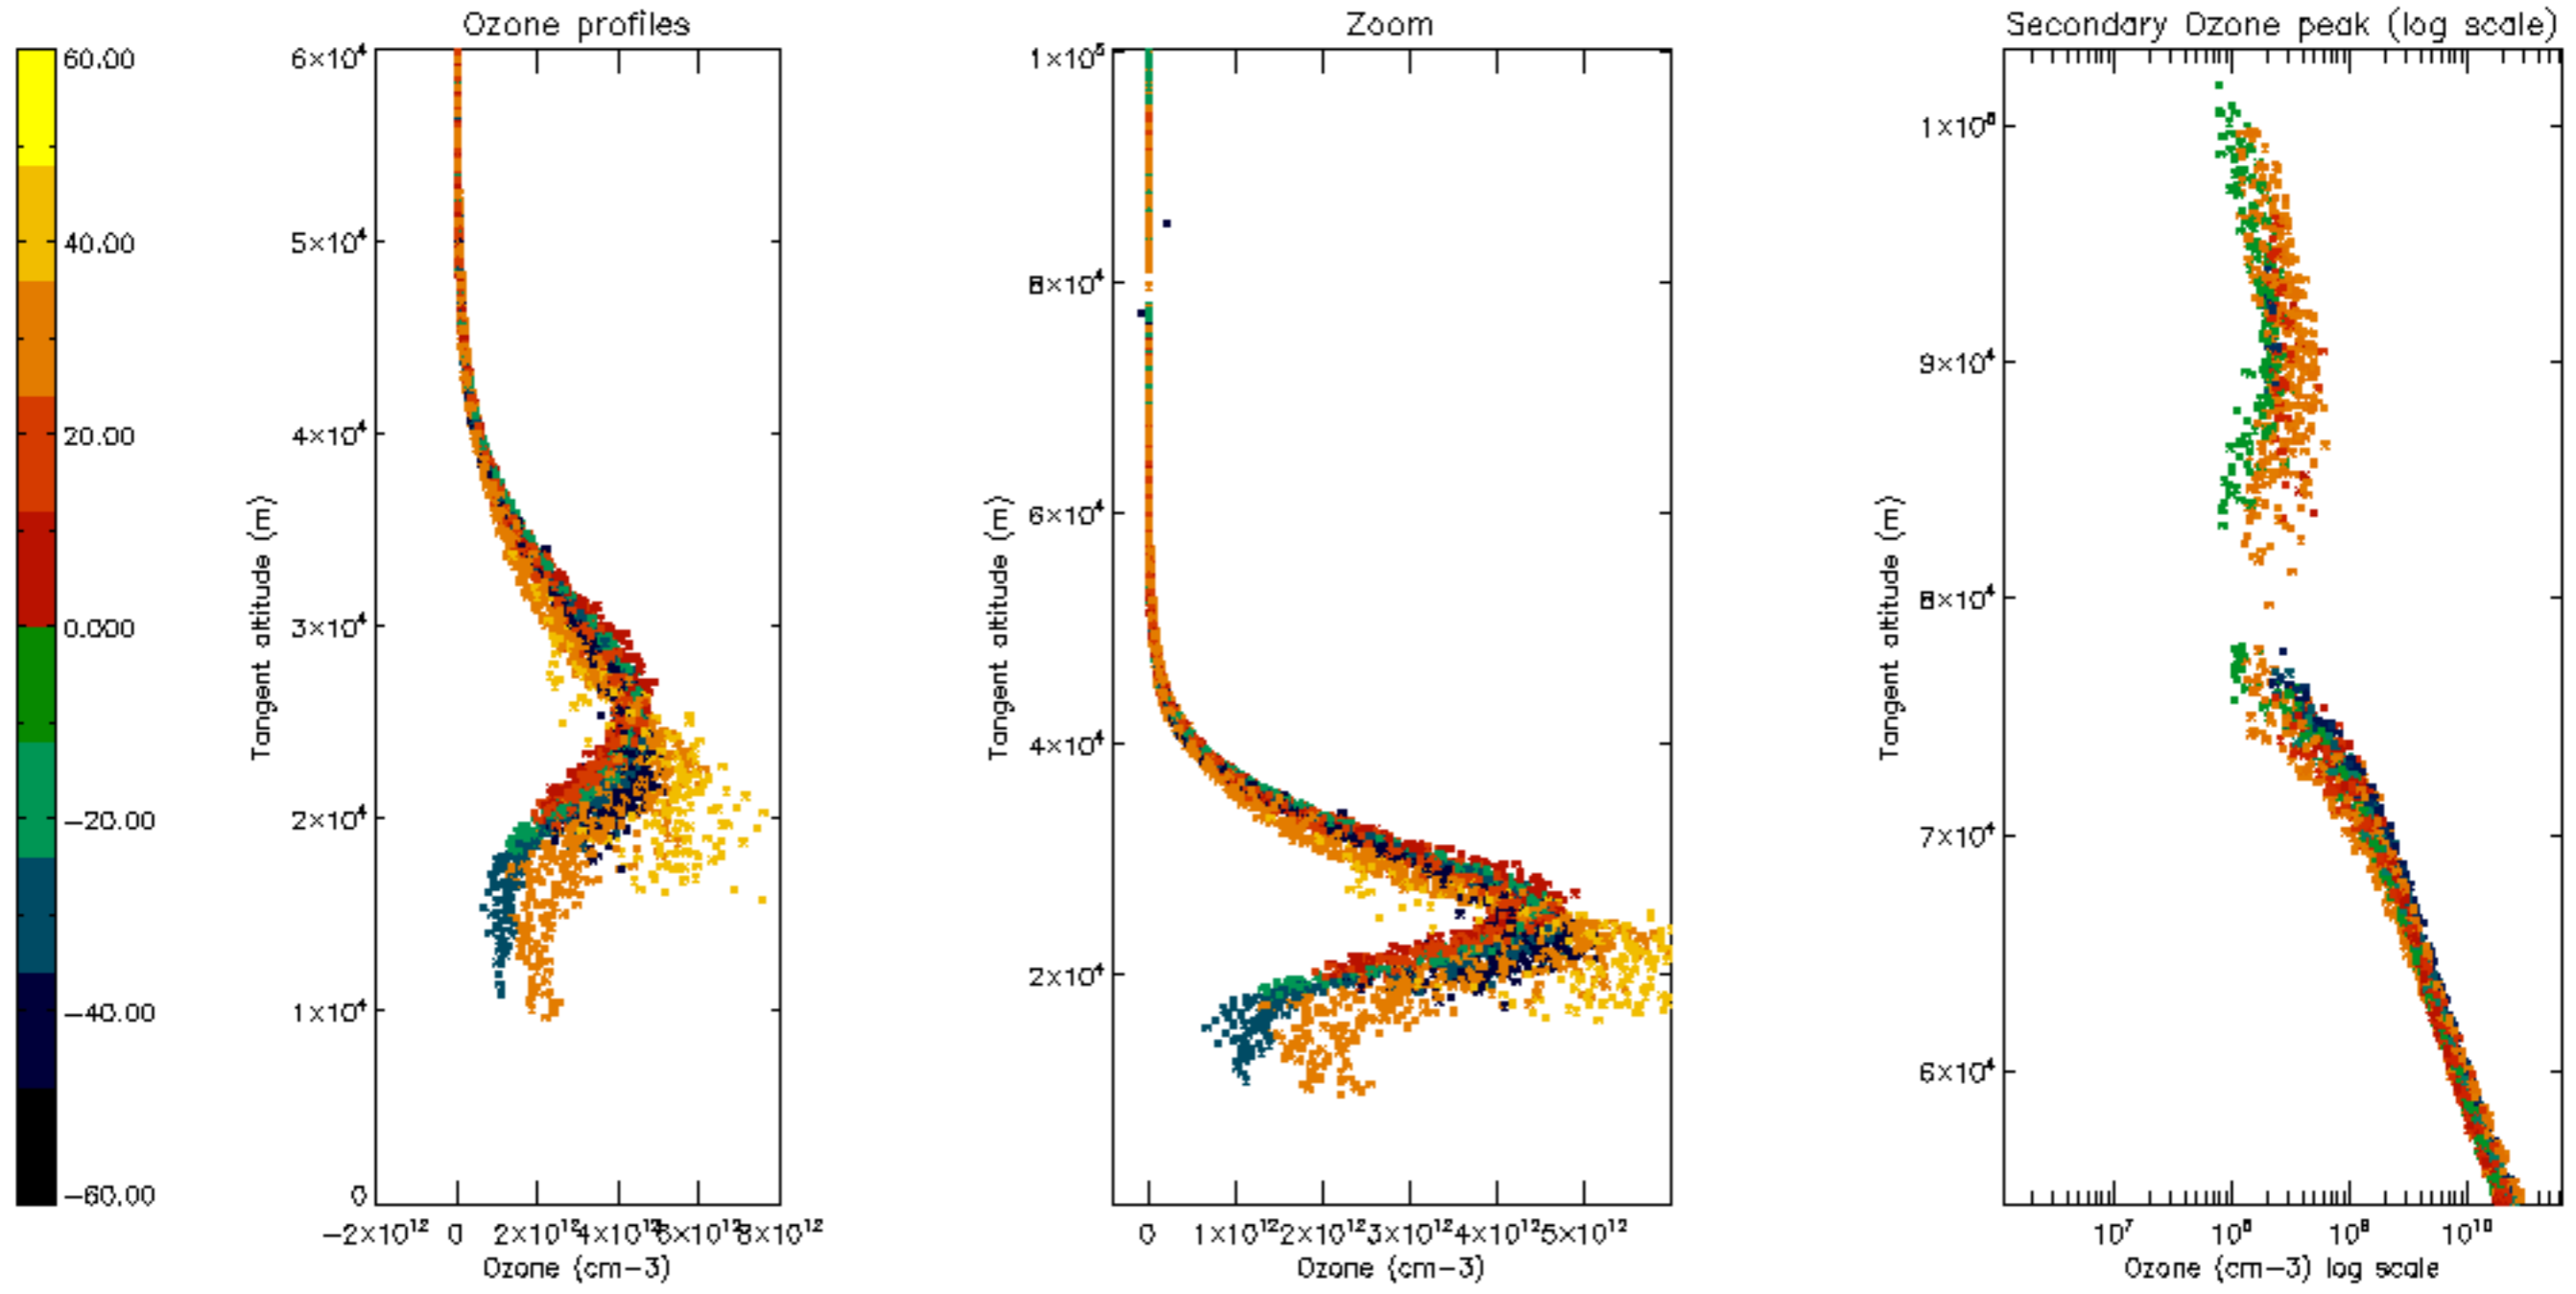 Ozone profiles
Zoom
Secondary Ozone peak (log scale)
60.00
40.00
20.00
0.000
−20.00
−40.00
−60.00
6×10⁴
5×10⁴
4×10⁴
3×10⁴
2×10⁴
1×10⁴
0
Tangent altitude (m)
−2×10¹² 0 2×10¹² 4×10¹² 6×10¹² 8×10¹²
Ozone (cm−3)
1×10⁵
8×10⁴
6×10⁴
4×10⁴
2×10⁴
Tangent altitude (m)
0 1×10¹² 2×10¹² 3×10¹² 4×10¹² 5×10¹²
Ozone (cm−3)
1×10⁵
9×10⁴
8×10⁴
7×10⁴
6×10⁴
Tangent altitude (m)
10⁷ 10⁸ 10⁹ 10¹⁰
Ozone (cm−3) log scale